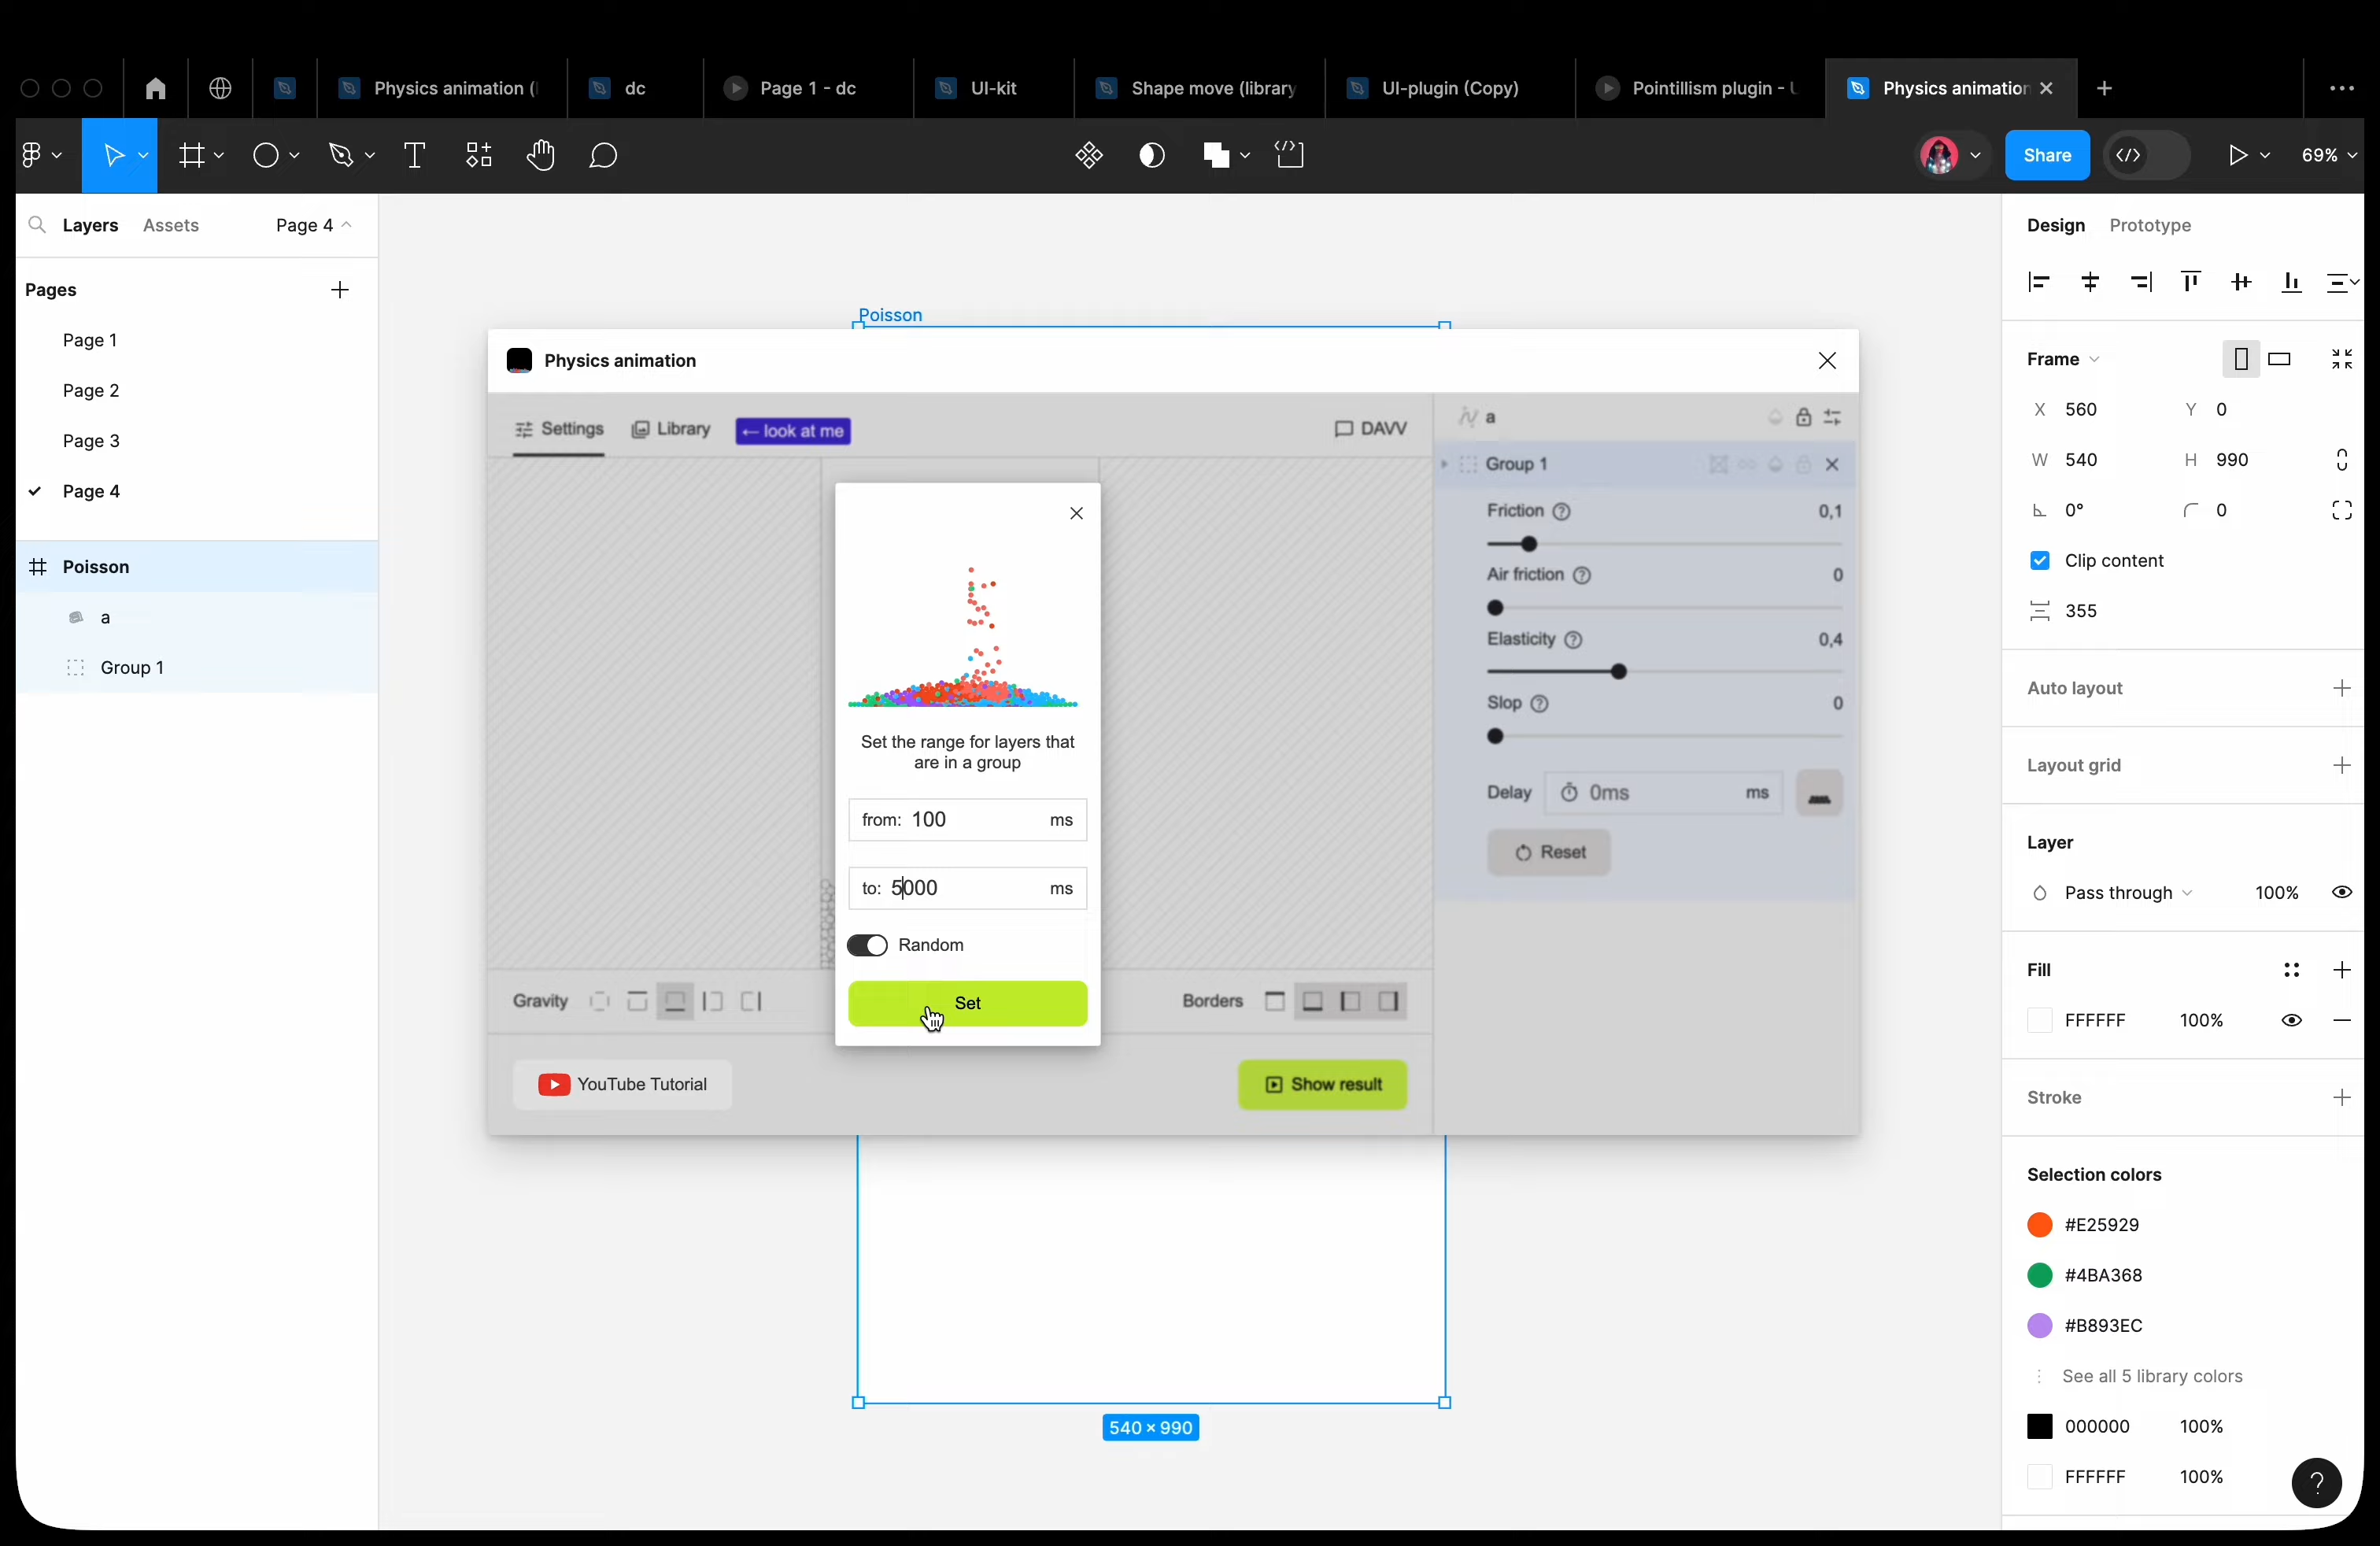 Physics animation (
dc
Page 1 - dc
UI-kit
Shape move (library
UI-plugin (Copy)
Pointillism plugin - U
Physics animation
Share
69%
Layers
Assets
Page 4
Pages
Page 1
Page 2
Page 3
Page 4
Poisson
a
Group 1
Poisson
Physics animation
Settings
Library
← look at me
DAVV
Set the range for layers that
are in a group
from: 100 ms
to: 5000 ms
Random
Set
Gravity
Borders
YouTube Tutorial
Show result
a
Group 1
Friction ? 0,1
Air friction ? 0
Elasticity ? 0,4
Slop ? 0
Delay 0ms ms
Reset
540 × 990
Design
Prototype
Frame
X 560 Y 0
W 540 H 990
0° 0
Clip content
355
Auto layout
Layout grid
Layer
Pass through 100%
Fill
FFFFFF 100%
Stroke
Selection colors
#E25929
#4BA368
#B893EC
See all 5 library colors
000000 100%
FFFFFF 100%
?